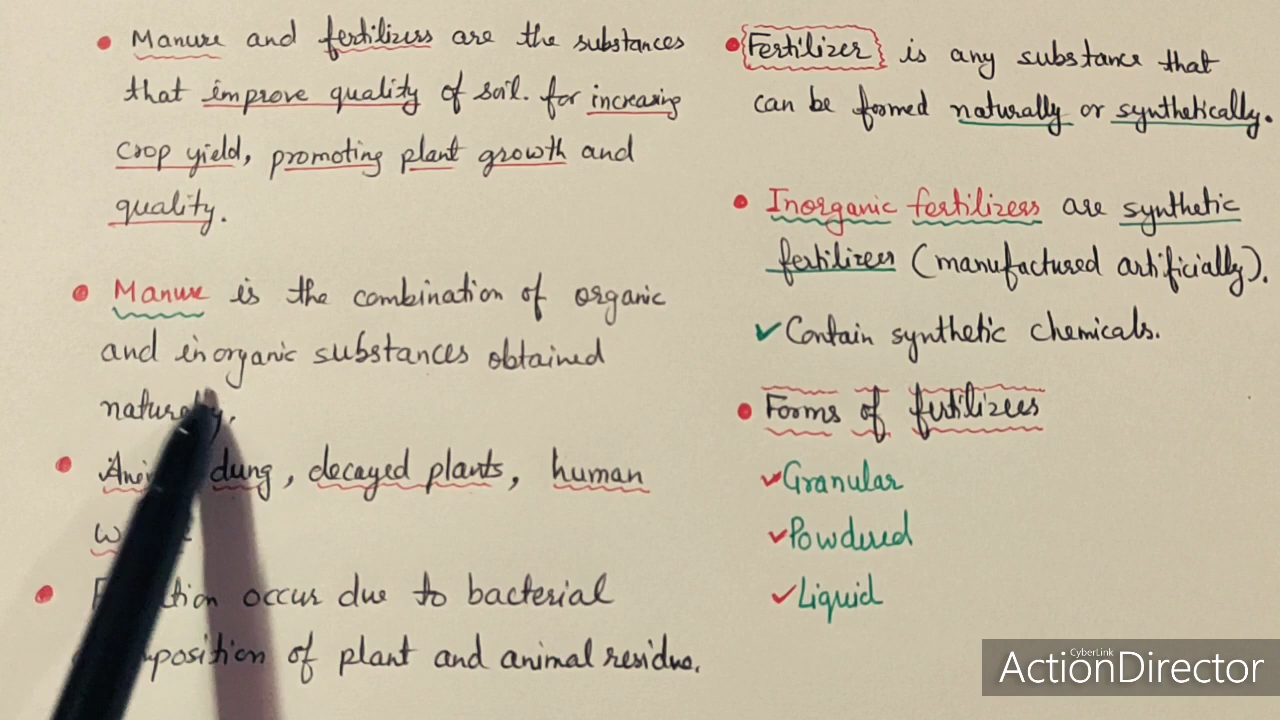 Manure and fertilizers are the substances
that improve quality of soil. for increasing
crop yield, promoting plant growth and
quality.
Manure is the combination of organic
and inorganic substances obtained
dung, decayed plants, human
occur due to bacterial
of plant and animal residue.
Fertilizer is any substance that
can be formed naturally or synthetically.
Inorganic fertilizers are synthetic
fertilizers (manufactured artificially).
Contain synthetic chemicals.
Forms of fertilizers
Granular
Powdered
Liquid
CyberLink
ActionDirector